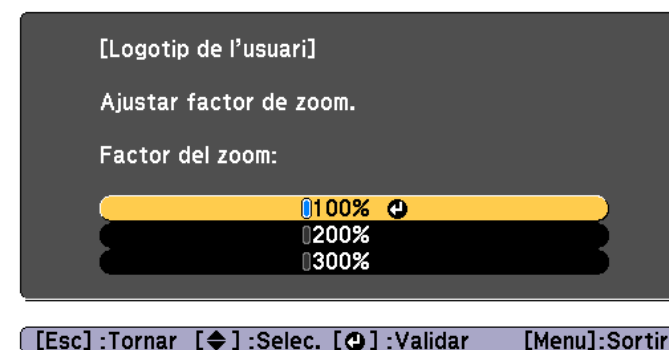 [Logotip de l'usuari]
Ajustar factor de zoom.
Factor del zoom:
100%
200%
300%
[Esc] :Tornar [◆] :Selec. [↵] :Validar [Menu]:Sortir